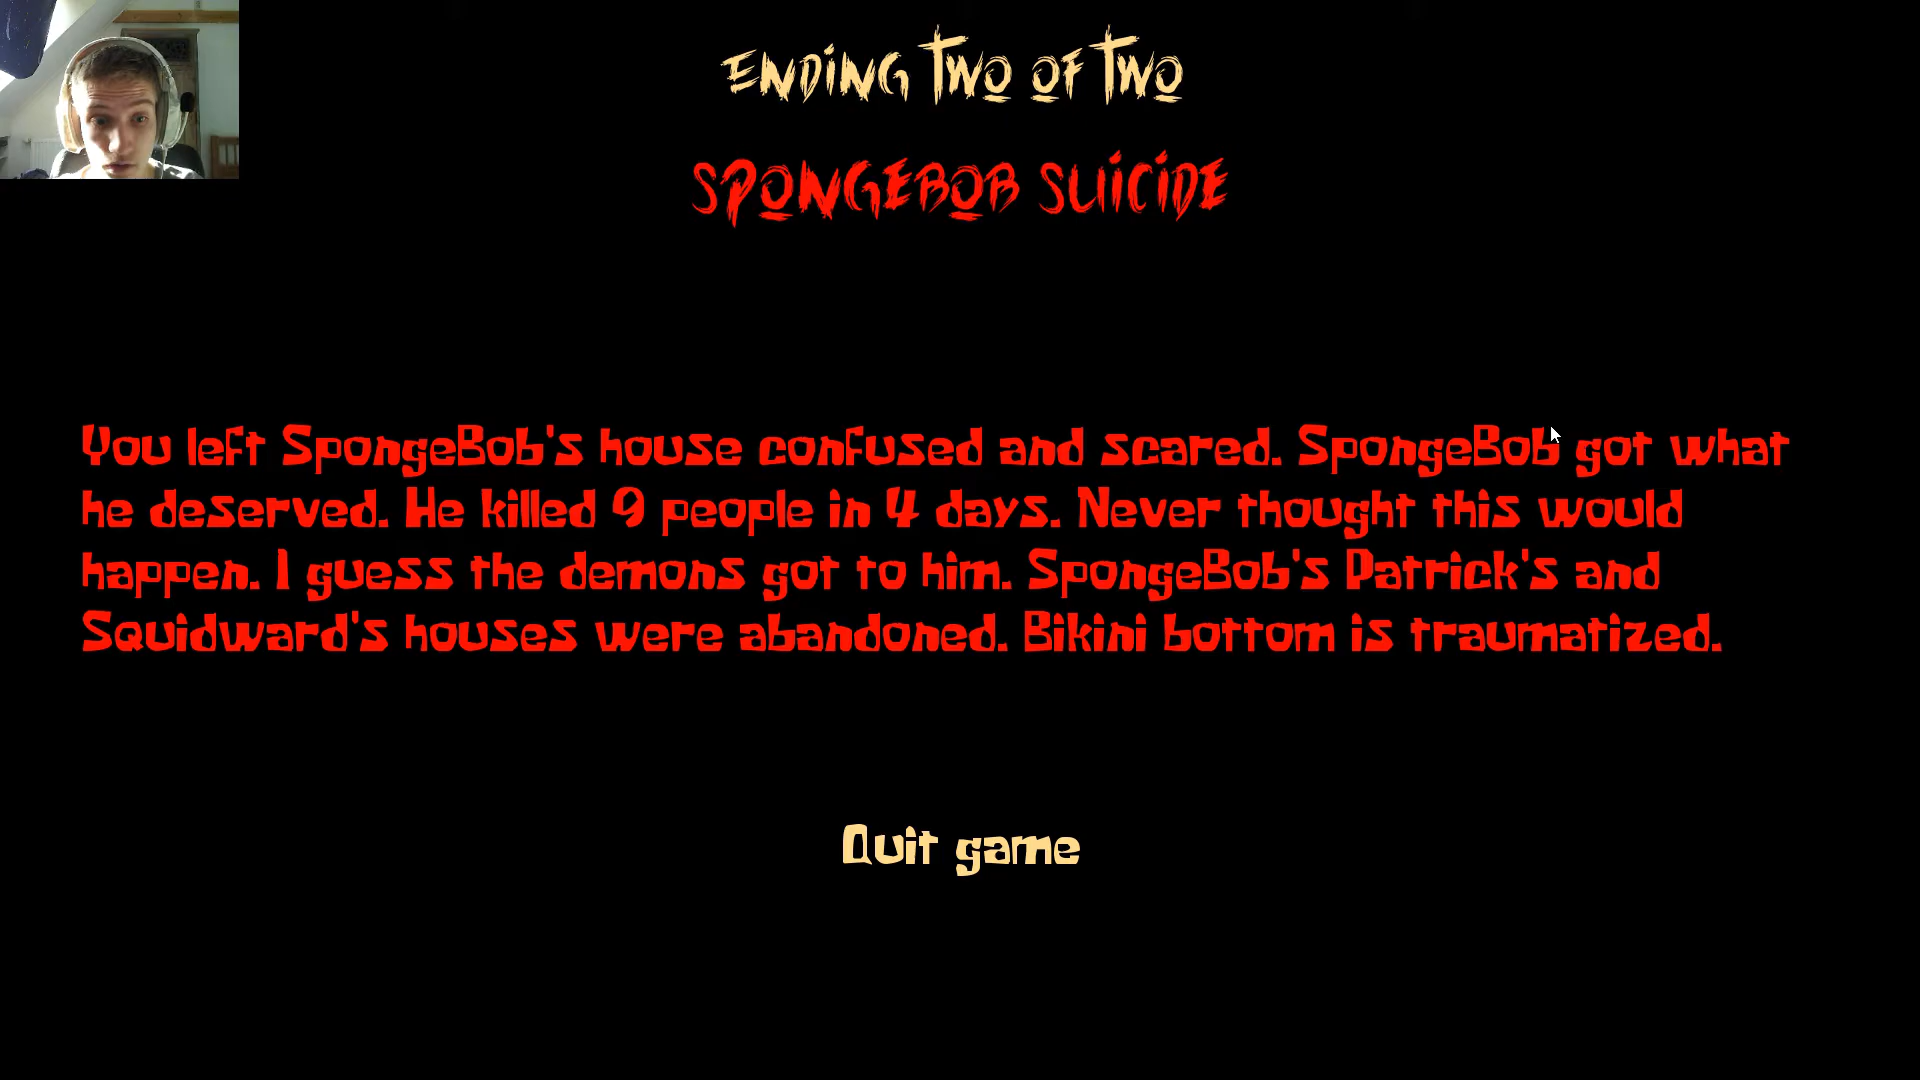 ENDING TWO OF TWO
SPONGEBOB SUICIDE
You left SpongeBob's house confused and scared. SpongeBob got what
he deserved. He killed 9 people in 4 days. Never thought this would
happen. I guess the demons got to him. SpongeBob's Patrick's and
Squidward's houses were abandoned. Bikini bottom is traumatized.
Quit game